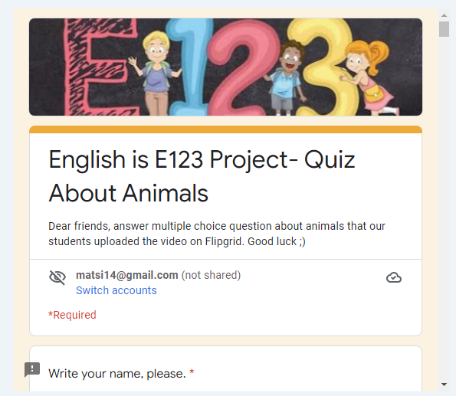 E123
English is E123 Project- Quiz
About Animals
Dear friends, answer multiple choice question about animals that our
students uploaded the video on Flipgrid. Good luck ;)
matsi14@gmail.com (not shared)
Switch accounts
*Required
Write your name, please. *